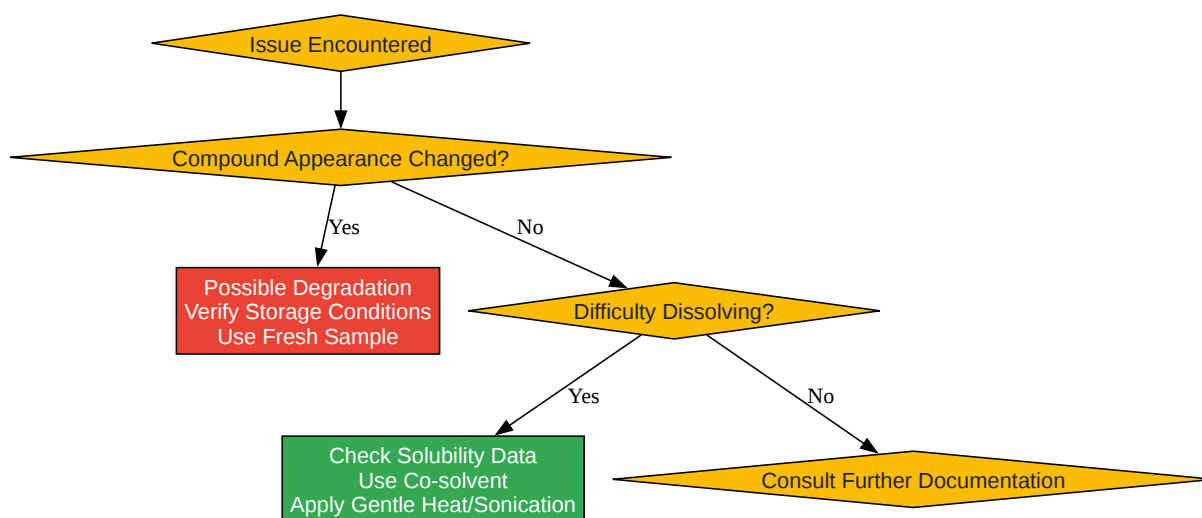 Issue Encountered
Compound Appearance Changed?
Yes
No
Possible Degradation
Verify Storage Conditions
Use Fresh Sample
Difficulty Dissolving?
Yes
No
Check Solubility Data
Use Co-solvent
Apply Gentle Heat/Sonication
Consult Further Documentation